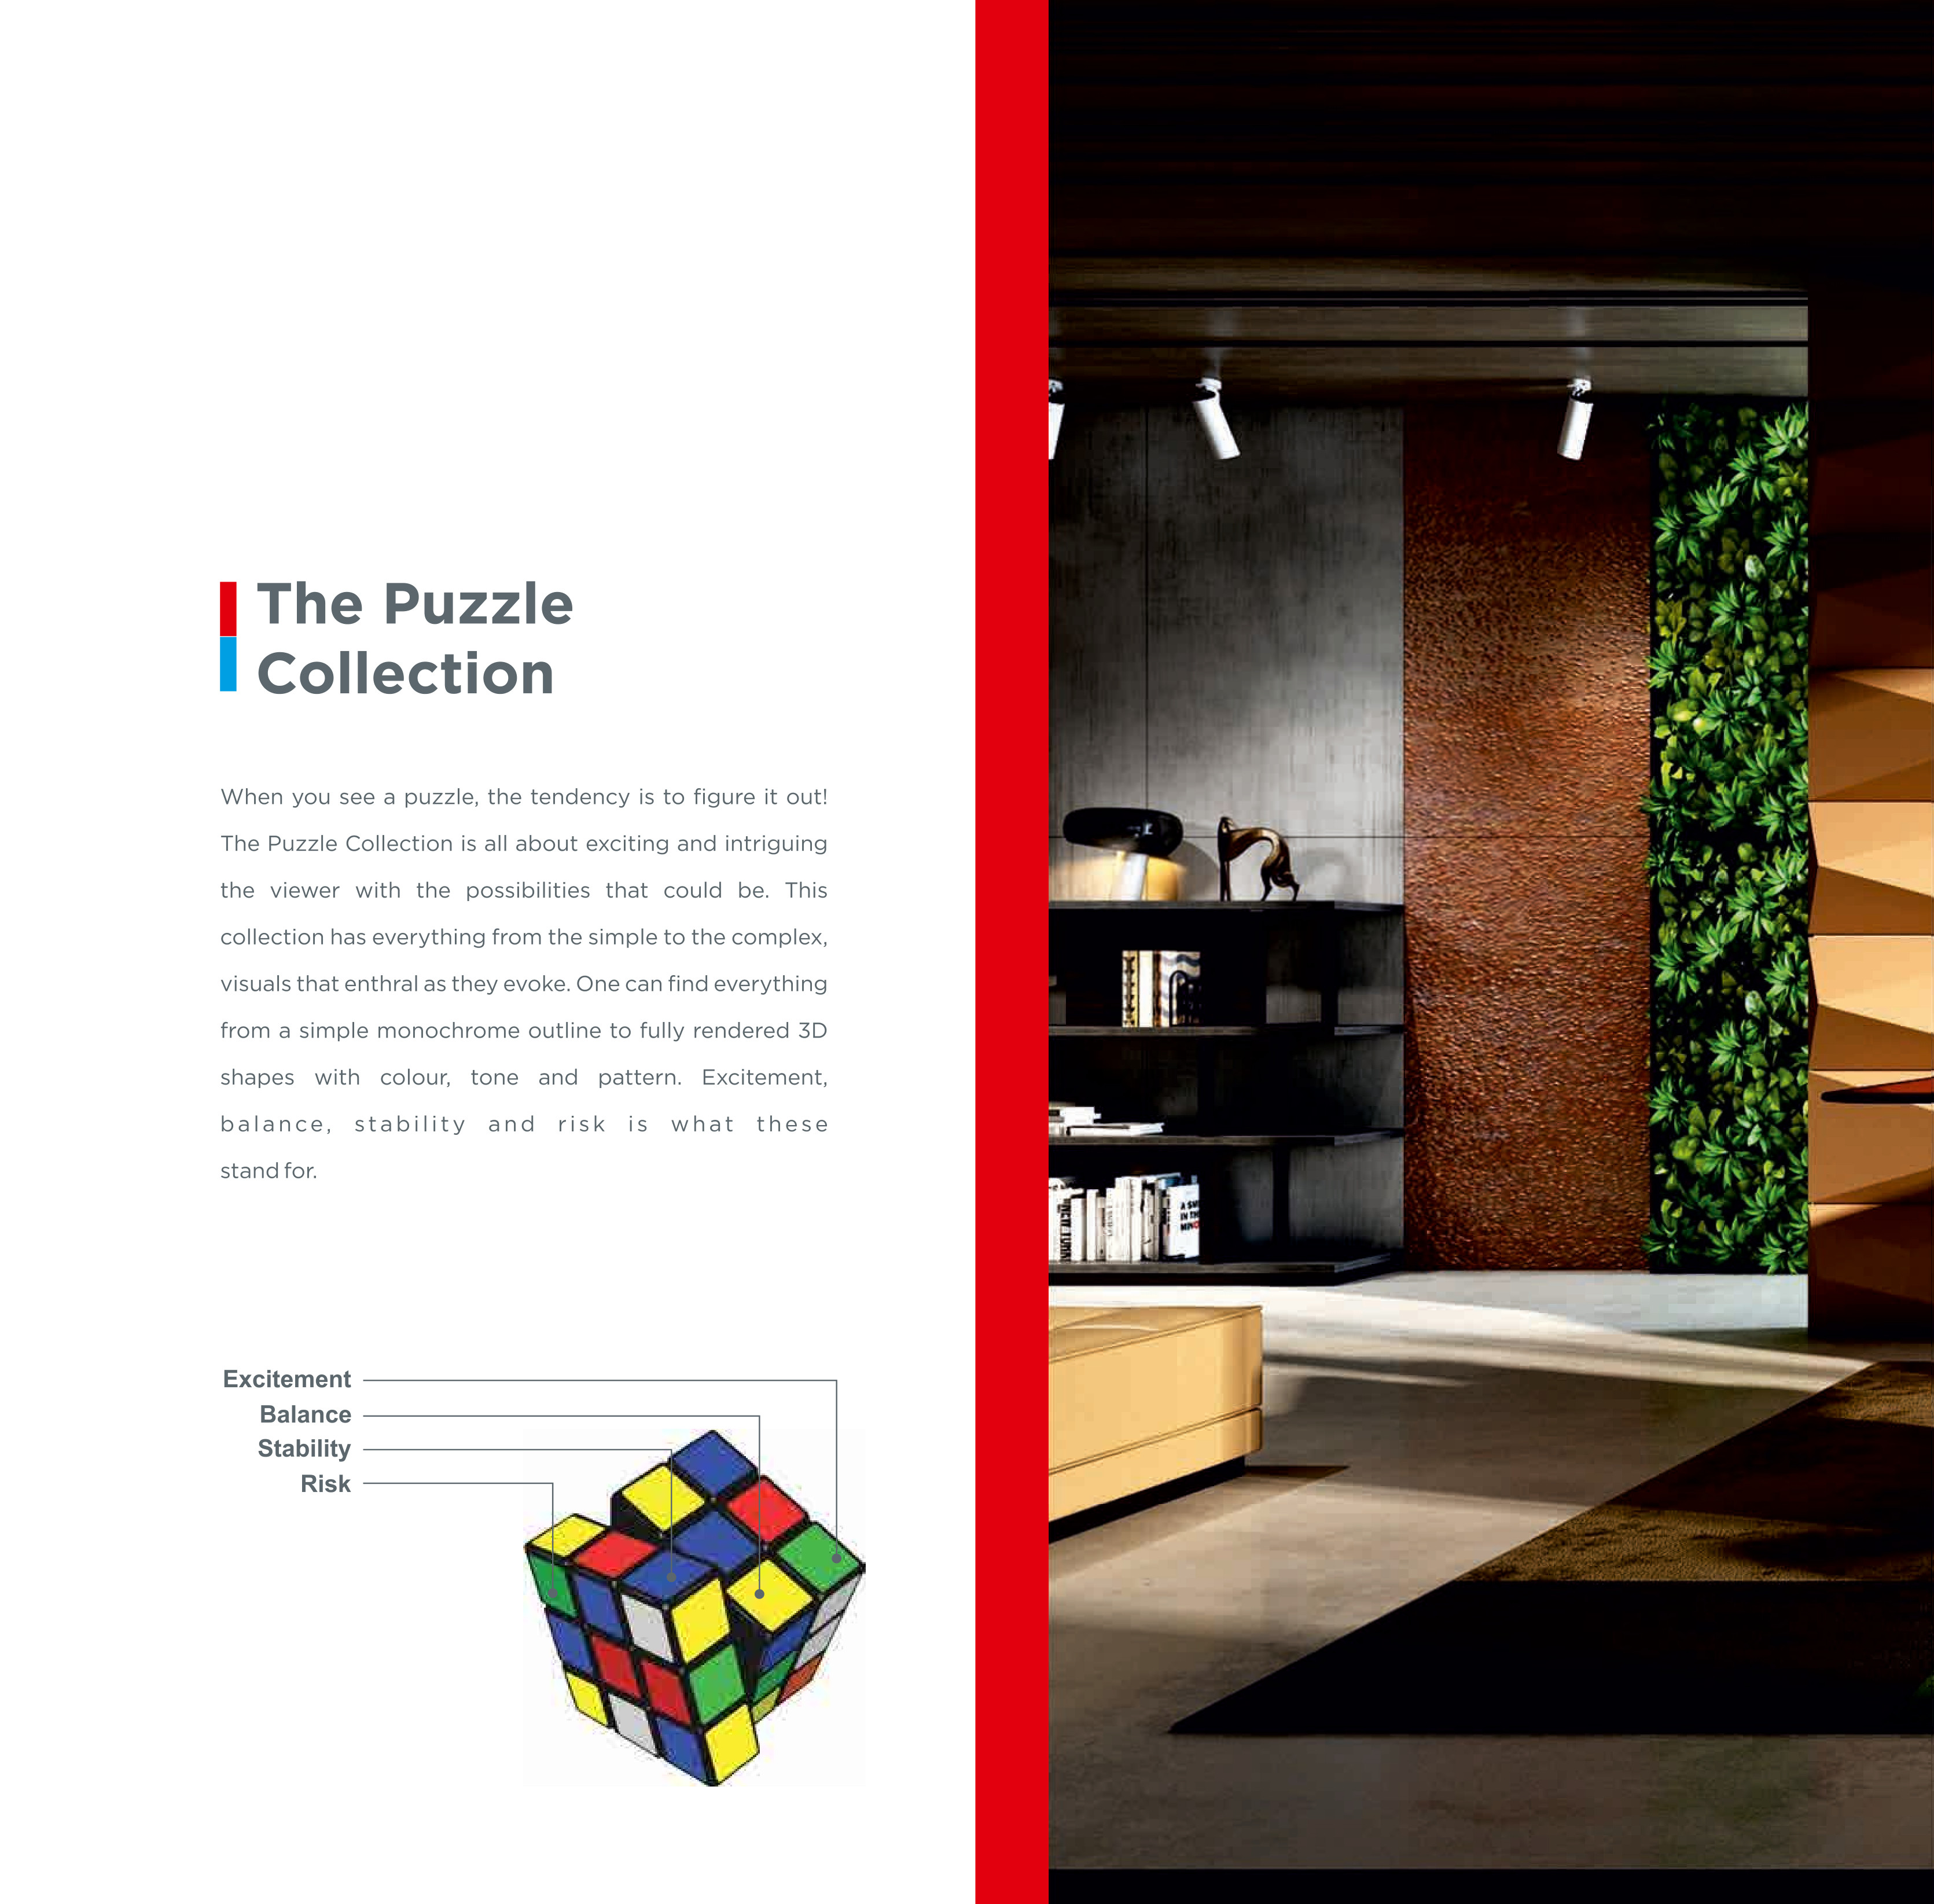 The Puzzle
Collection
When you see a puzzle, the tendency is to figure it out!
The Puzzle Collection is all about exciting and intriguing
the viewer with the possibilities that could be. This
collection has everything from the simple to the complex,
visuals that enthral as they evoke. One can find everything
from a simple monochrome outline to fully rendered 3D
shapes with colour, tone and pattern. Excitement,
balance, stability and risk is what these
stand for.
Excitement
Balance
Stability
Risk